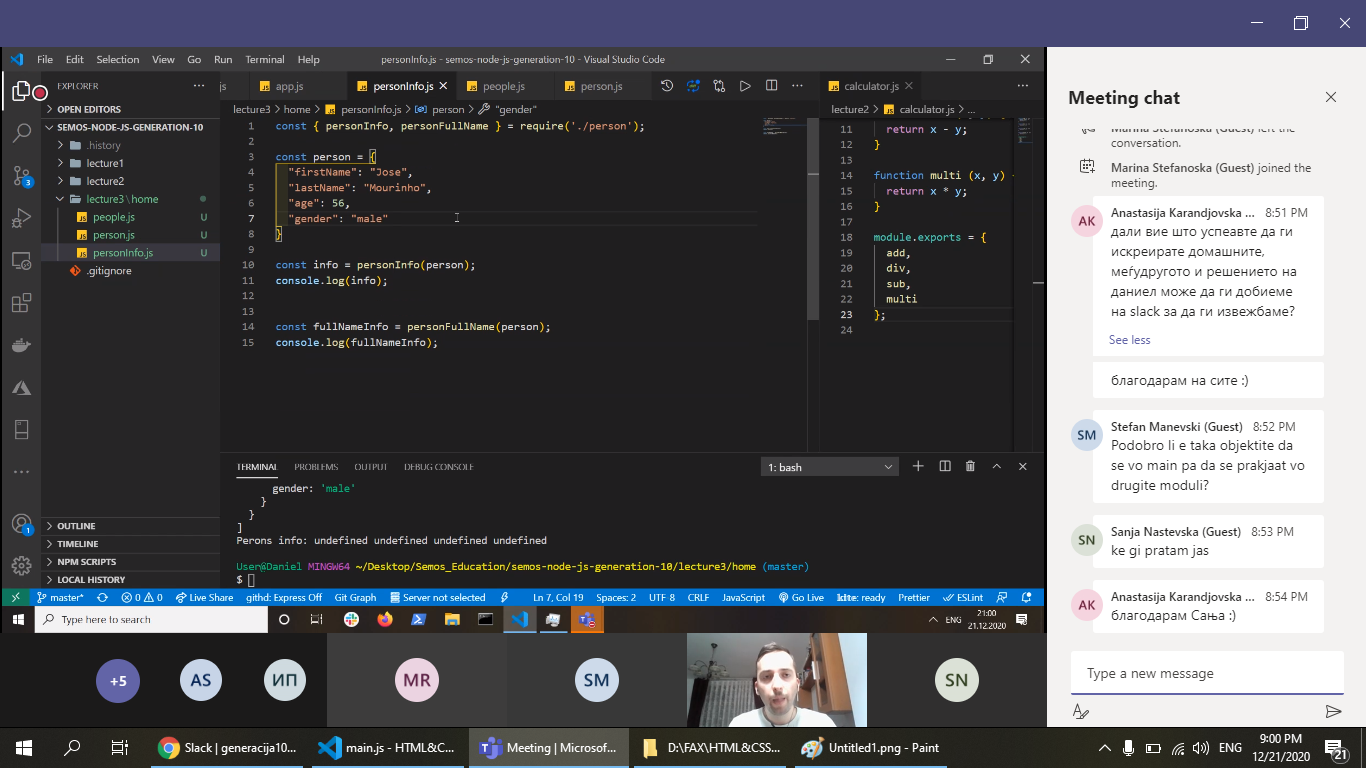 File Edit Selection View Go Run Terminal Help
personInfo.js - semos-node-js-generation-10 - Visual Studio Code
EXPLORER
OPEN EDITORS
SEMOS-NODE-JS-GENERATION-10
.history
lecture1
lecture2
lecture3\home
people.js U
person.js U
personInfo.js U
.gitignore
OUTLINE
TIMELINE
NPM SCRIPTS
LOCAL HISTORY
3
1
js app.js personInfo.js people.js person.js
lecture3 > home > personInfo.js > person > "gender"
1 const { personInfo, personFullName } = require('./person');
2
3 const person = {
4 "firstName": "Jose",
5 "lastName": "Mourinho",
6 "age": 56,
7 "gender": "male"
8 }
9
10 const info = personInfo(person);
11 console.log(info);
12
13
14 const fullNameInfo = personFullName(person);
15 console.log(fullNameInfo);
calculator.js
lecture2 > calculator.js > ...
11 return x - y;
12 }
13
14 function multi (x, y)
15 return x * y;
16 }
17
18 module.exports = {
19 add,
20 div,
21 sub,
22 multi
23 };
24
TERMINAL PROBLEMS OUTPUT DEBUG CONSOLE
1: bash
gender: 'male'
}
}
]
Perons info: undefined undefined undefined undefined
User@Daniel MINGW64 ~/Desktop/Semos_Education/semos-node-js-generation-10/lecture3/home (master)
$
master* 0 0 Live Share githd: Express Off Git Graph Server not selected Ln 7, Col 19 Spaces: 2 UTF-8 CRLF JavaScript Go Live ready Prettier ESLint
Type here to search
ENG
21:00
21.12.2020
+5
AS
ИП
MR
SM
SN
Meeting chat
Marina Stefanoska (Guest) left the
conversation.
Marina Stefanoska (Guest) joined the
meeting.
AK
Anastasija Karandjovska ... 8:51 PM
дали вие што успеавте да ги
искреирате домашните,
меѓудругото и решението на
даниел може да ги добиеме
на slack за да ги извежбаме?
See less
благодарам на сите :)
SM
Stefan Manevski (Guest) 8:52 PM
Podobro li e taka objektite da
se vo main pa da se prakjaat vo
drugite moduli?
SN
Sanja Nastevska (Guest) 8:53 PM
ke gi pratam jas
AK
Anastasija Karandjovska ... 8:54 PM
благодарам Сања :)
Type a new message
Slack | generacija10...
main.js - HTML&C...
Meeting | Microsof...
D:\FAX\HTML&CSS...
Untitled1.png - Paint
ENG
9:00 PM
12/21/2020
21